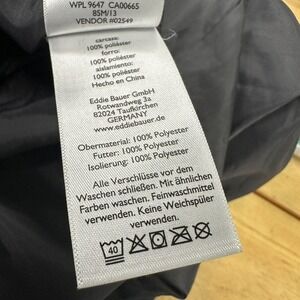 WPL 9647 CA00665
85M/13
VENDOR #02549
carcasa:
100% poliéster
forro:
100% poliéster
aislamiento:
100% poliéster
Hecho en China
Eddie Bauer GmbH
Rotwandweg 3a
82024 Taufkirchen
GERMANY
www.eddiebauer.de
Obermaterial: 100% Polyester
Futter: 100% Polyester
Isolierung: 100% Polyester
Alle Verschlüsse vor dem
Waschen schließen. Mit ähnlichen
Farben waschen. Feinwaschmittel
verwenden. Keine Weichspüler
verwenden.
40